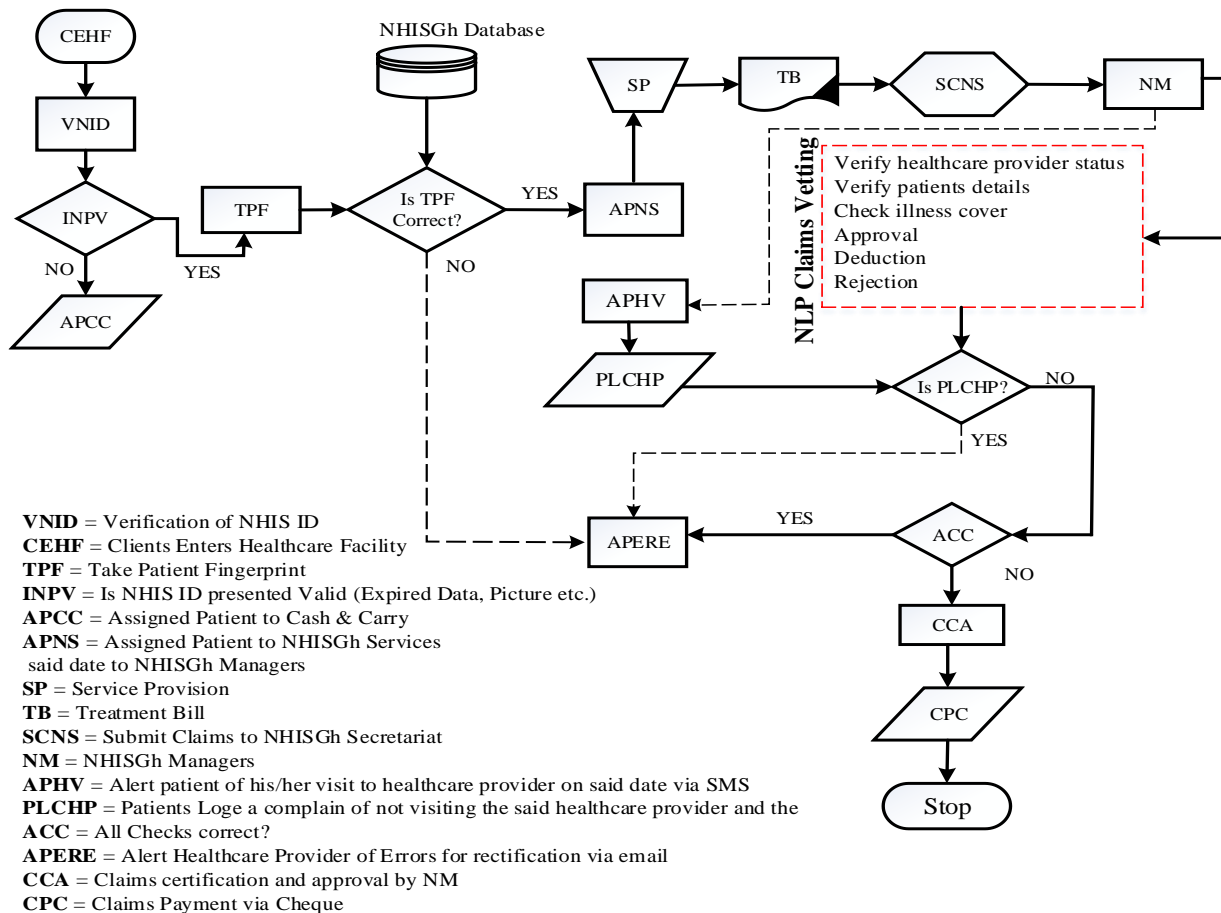 CEHF
NHISGh Database
VNID
INPV
NO
YES
APCC
TPF
Is TPF
Correct?
YES
NO
APNS
SP
TB
SCNS
NM
NLP Claims Vetting
Verify healthcare provider status
Verify patients details
Check illness cover
Approval
Deduction
Rejection
APHV
PLCHP
Is PLCHP?
NO
YES
APERE
YES
ACC
NO
CCA
CPC
Stop
VNID = Verification of NHIS ID
CEHF = Clients Enters Healthcare Facility
TPF = Take Patient Fingerprint
INPV = Is NHIS ID presented Valid (Expired Data, Picture etc.)
APCC = Assigned Patient to Cash & Carry
APNS = Assigned Patient to NHISGh Services
said date to NHISGh Managers
SP = Service Provision
TB = Treatment Bill
SCNS = Submit Claims to NHISGh Secretariat
NM = NHISGh Managers
APHV = Alert patient of his/her visit to healthcare provider on said date via SMS
PLCHP = Patients Loge a complain of not visiting the said healthcare provider and the
ACC = All Checks correct?
APERE = Alert Healthcare Provider of Errors for rectification via email
CCA = Claims certification and approval by NM
CPC = Claims Payment via Cheque